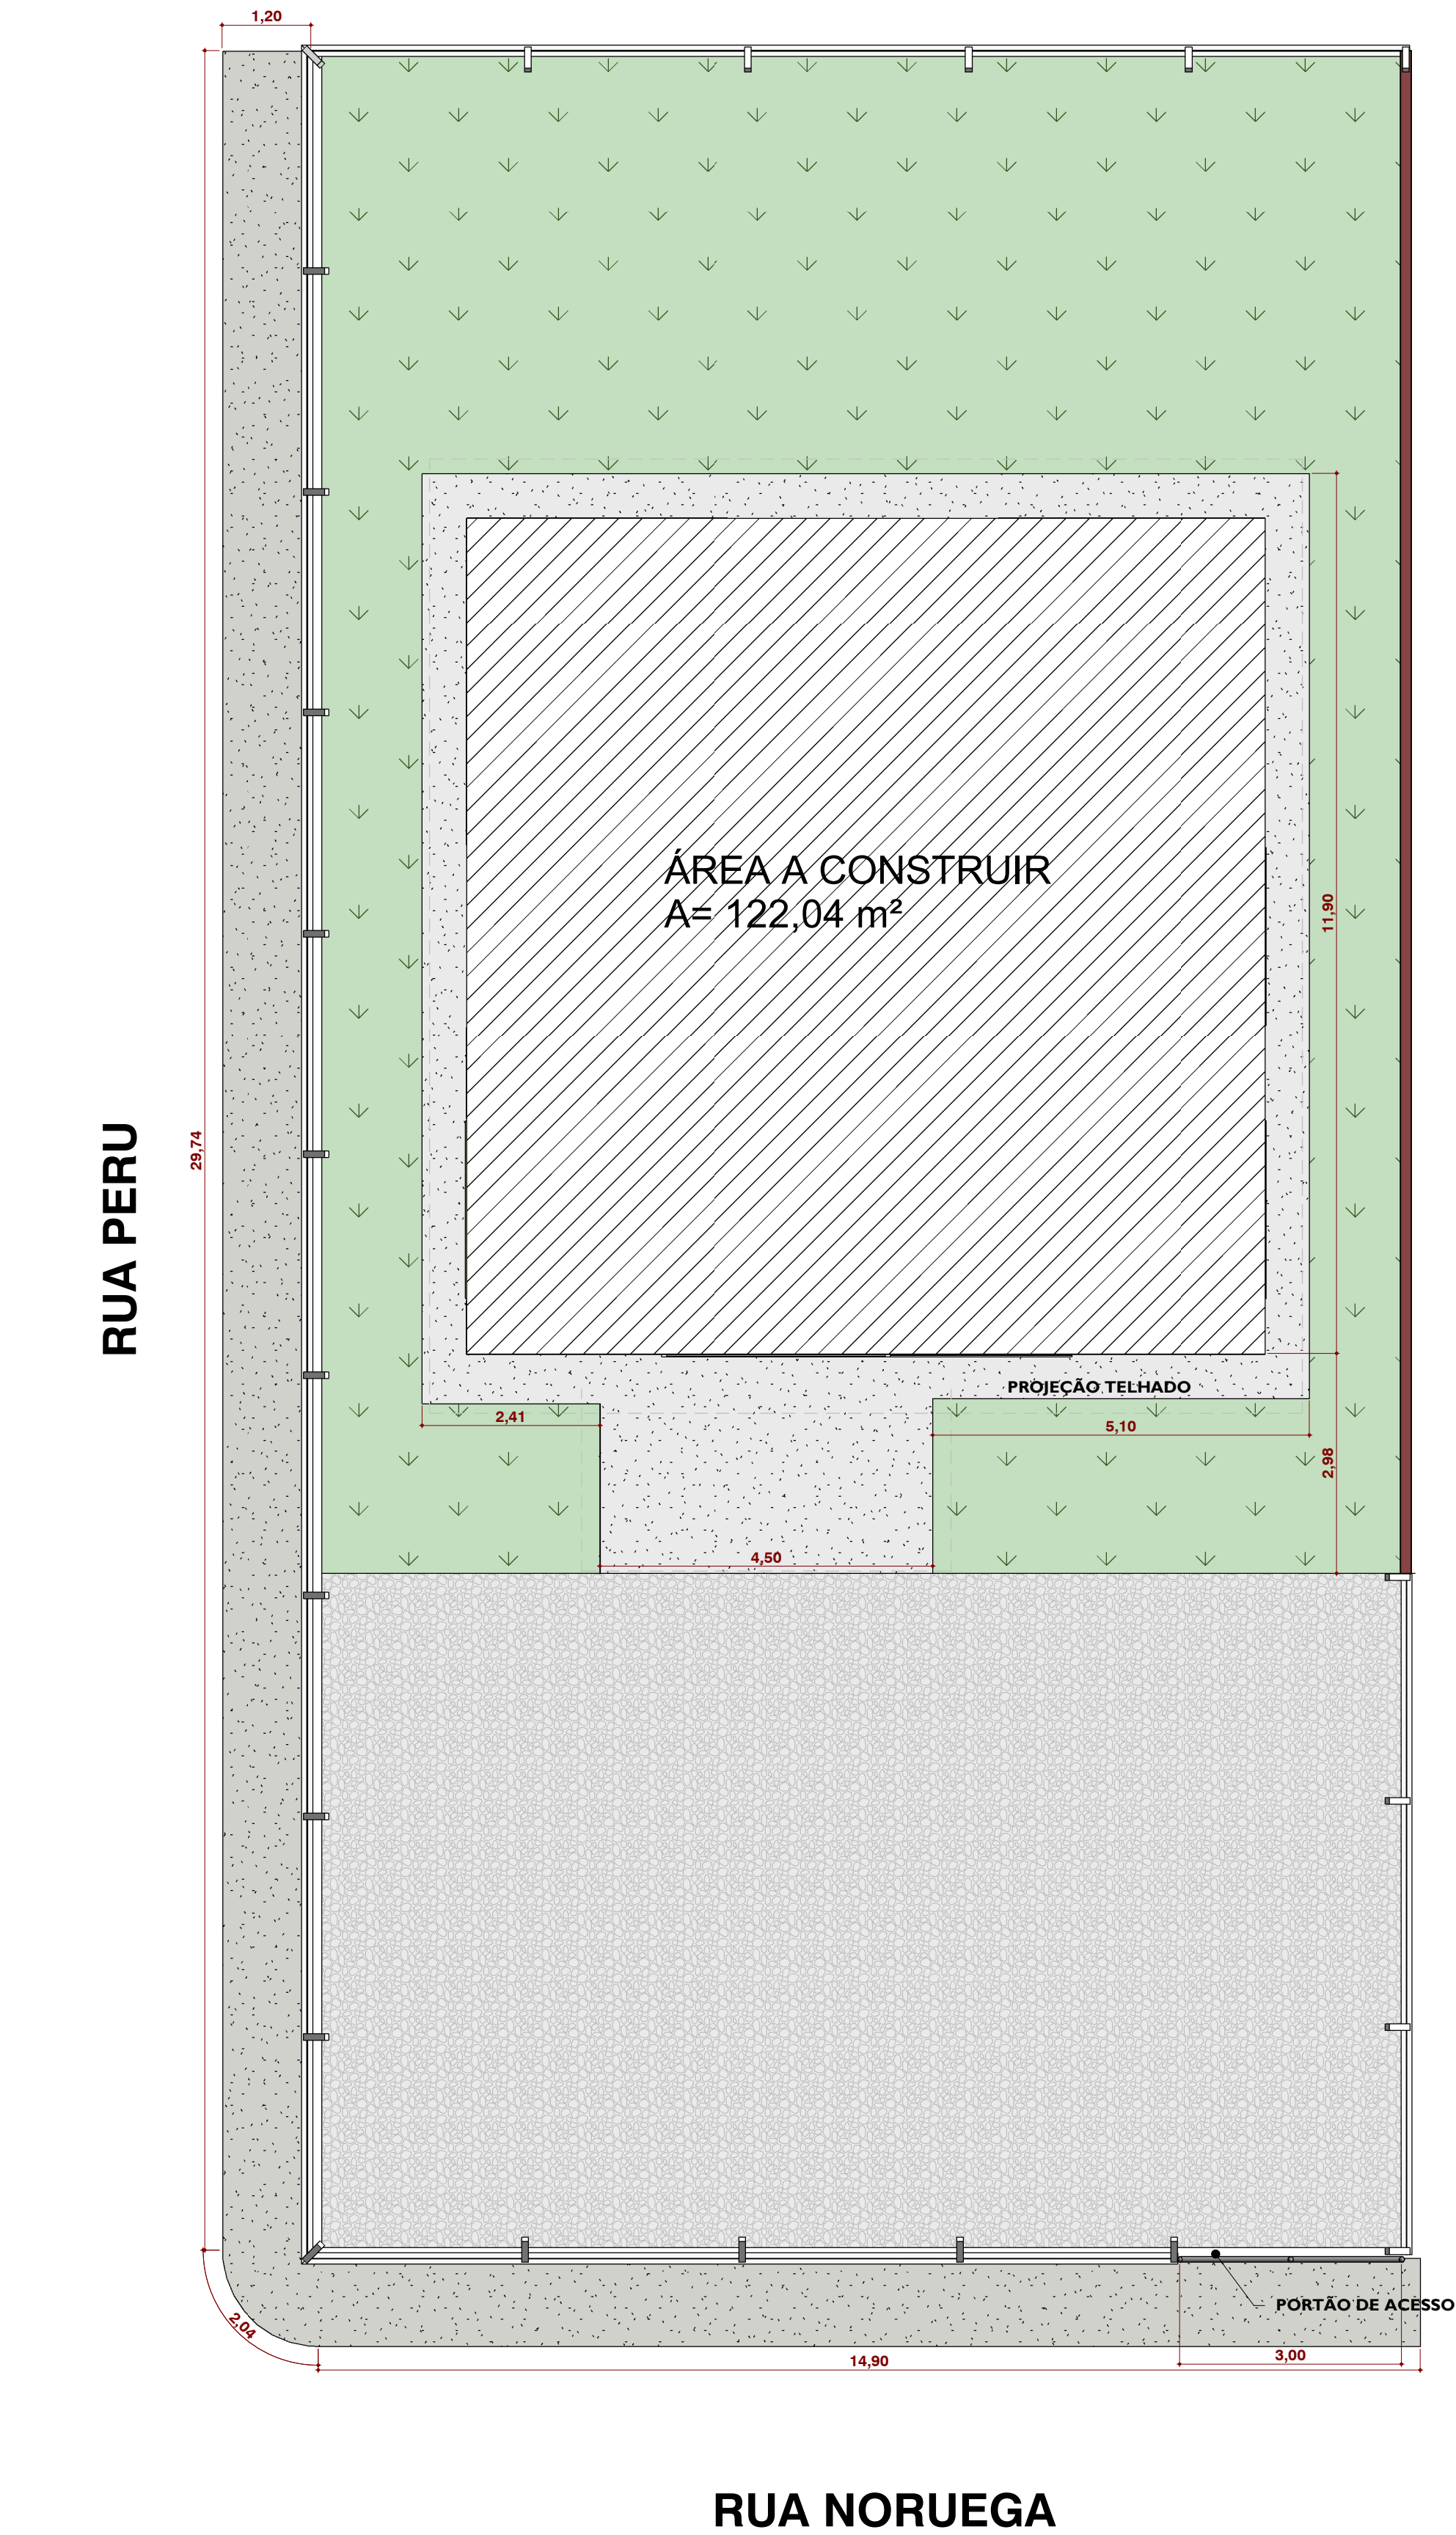 1,20
ÁREA A CONSTRUIR
A= 122,04 m²
11,90
RUA PERU
29,74
PROJEÇÃO TELHADO
2,41
5,10
2,98
4,50
PORTÃO DE ACESSO
2,04
14,90
3,00
RUA NORUEGA